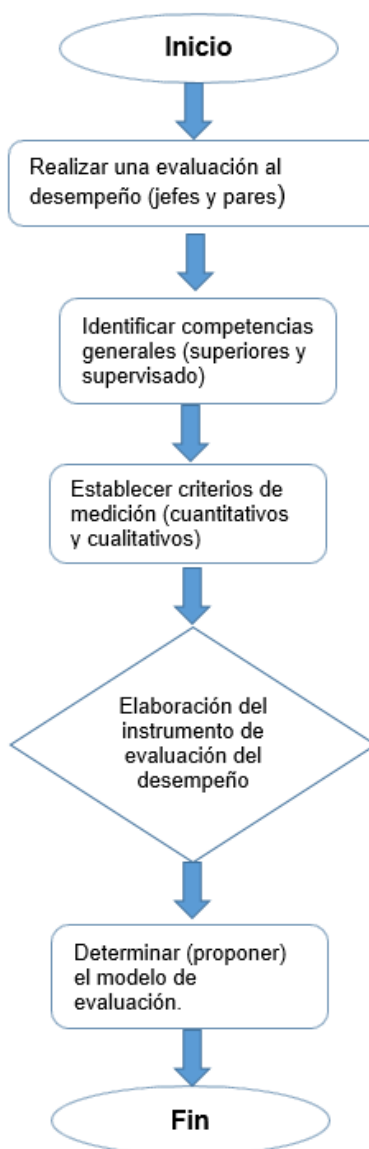 Inicio
Realizar una evaluación al
desempeño (jefes y pares)
Identificar competencias
generales (superiores y
supervisado)
Establecer criterios de
medición (cuantitativos
y cualitativos)
Elaboración del
instrumento de
evaluación del
desempeño
Determinar (proponer)
el modelo de
evaluación.
Fin